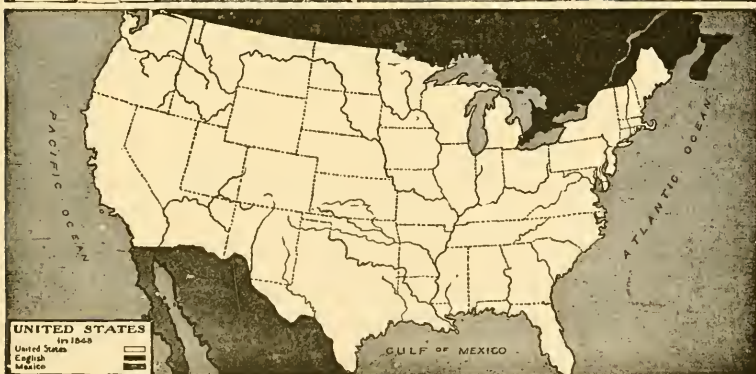 PACIFIC OCEAN
ATLANTIC OCEAN
GULF OF MEXICO
UNITED STATES
in 1848
United States
English
Mexico